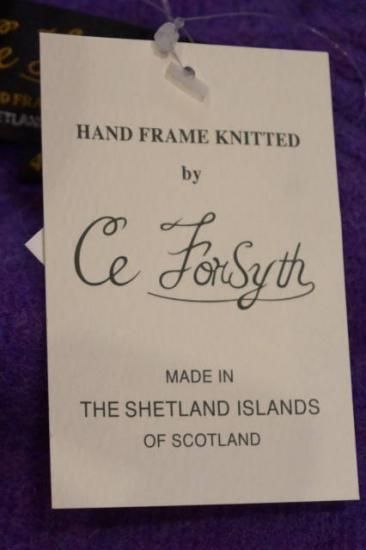 HAND FRAME KNITTED
by
Ce Forsyth
MADE IN
THE SHETLAND ISLANDS
OF SCOTLAND